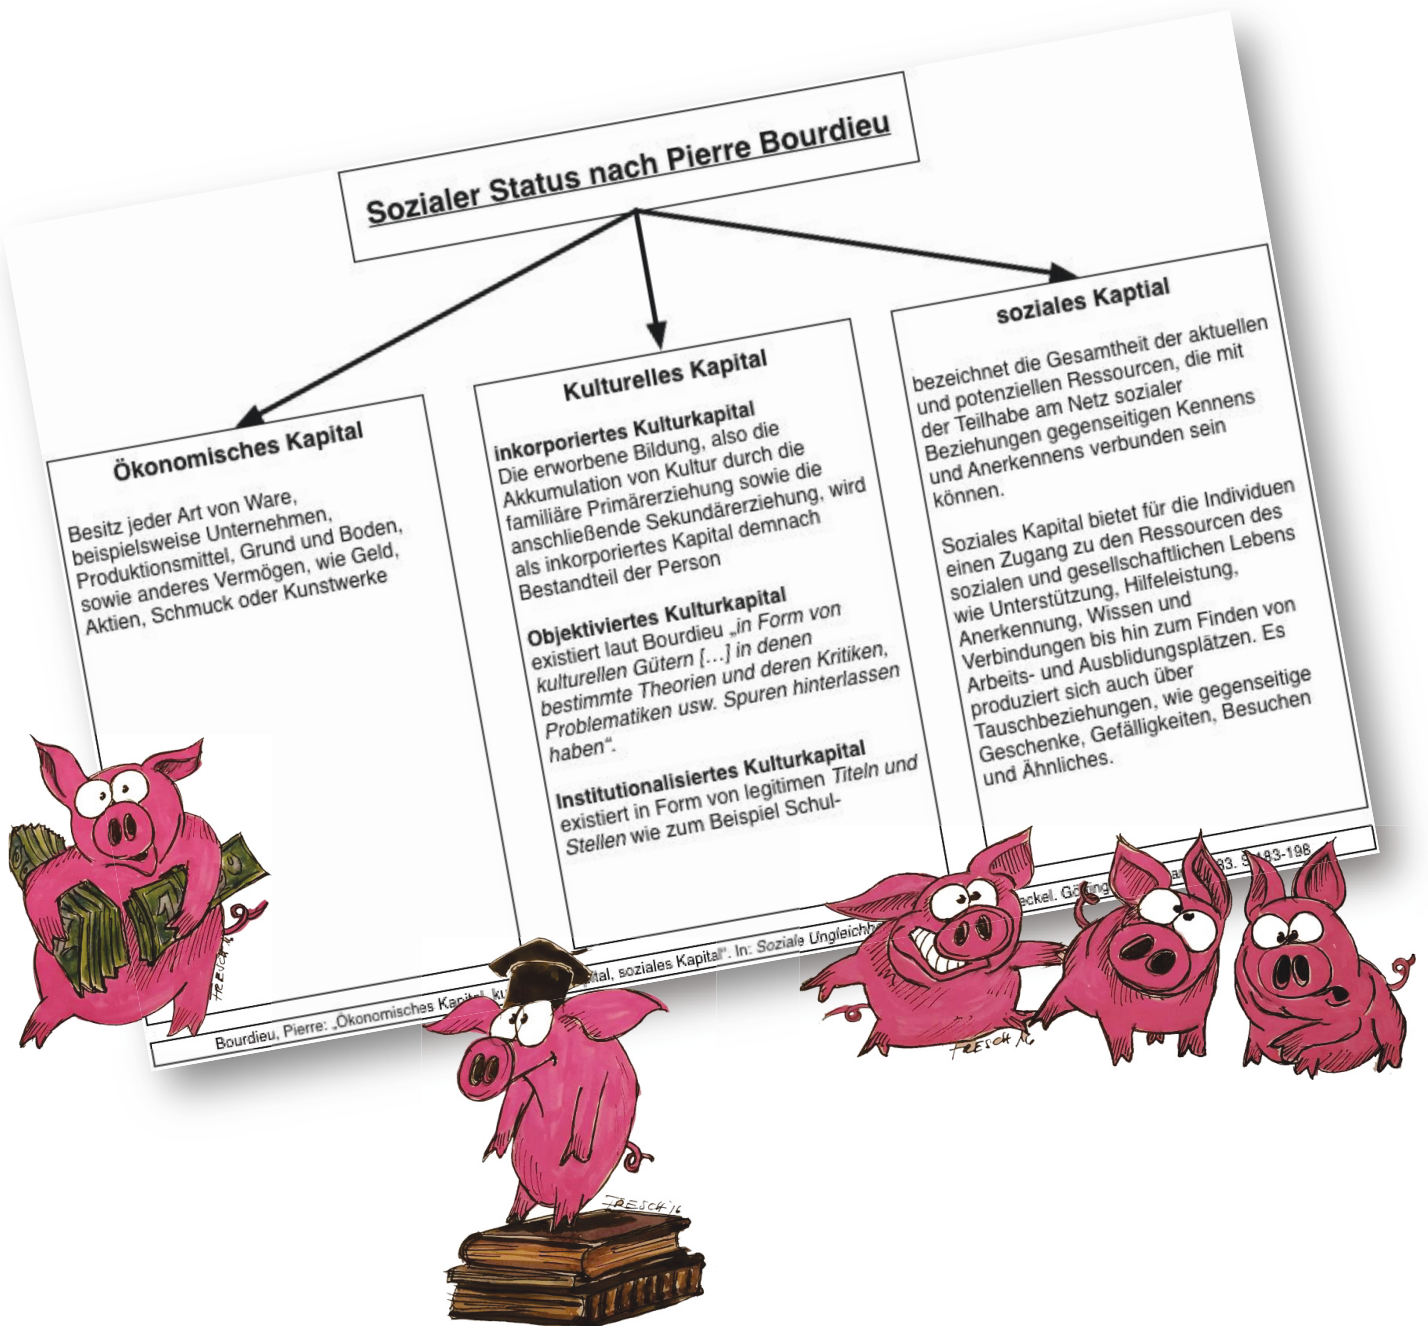 Sozialer Status nach Pierre Bourdieu
Ökonomisches Kapital
Besitz jeder Art von Ware,
beispielsweise Unternehmen,
Produktionsmittel, Grund und Boden,
sowie anderes Vermögen, wie Geld,
Aktien, Schmuck oder Kunstwerke
Kulturelles Kapital
inkorporiertes Kulturkapital
Die erworbene Bildung, also die
Akkumulation von Kultur durch die
familiäre Primärerziehung sowie die
anschließende Sekundärerziehung, wird
als inkorporiertes Kapital demnach
Bestandteil der Person
Objektiviertes Kulturkapital
existiert laut Bourdieu „in Form von
kulturellen Gütern [...] in denen
bestimmte Theorien und deren Kritiken,
Problematiken usw. Spuren hinterlassen
haben“.
Institutionalisiertes Kulturkapital
existiert in Form von legitimen Titeln und
Stellen wie zum Beispiel Schul-
soziales Kaptial
bezeichnet die Gesamtheit der aktuellen
und potenziellen Ressourcen, die mit
der Teilhabe am Netz sozialer
Beziehungen gegenseitigen Kennens
und Anerkennens verbunden sein
können.
Soziales Kapital bietet für die Individuen
einen Zugang zu den Ressourcen des
sozialen und gesellschaftlichen Lebens
wie Unterstützung, Hilfeleistung,
Anerkennung, Wissen und
Verbindungen bis hin zum Finden von
Arbeits- und Ausblidungsplätzen. Es
produziert sich auch über
Tauschbeziehungen, wie gegenseitige
Geschenke, Gefälligkeiten, Besuchen
und Ähnliches.
Bourdieu, Pierre: „Ökonomisches Kapital, soziales Kapital“. In: Soziale 183-198
FRESCH 16
FRESCH 16
FRESCH '16